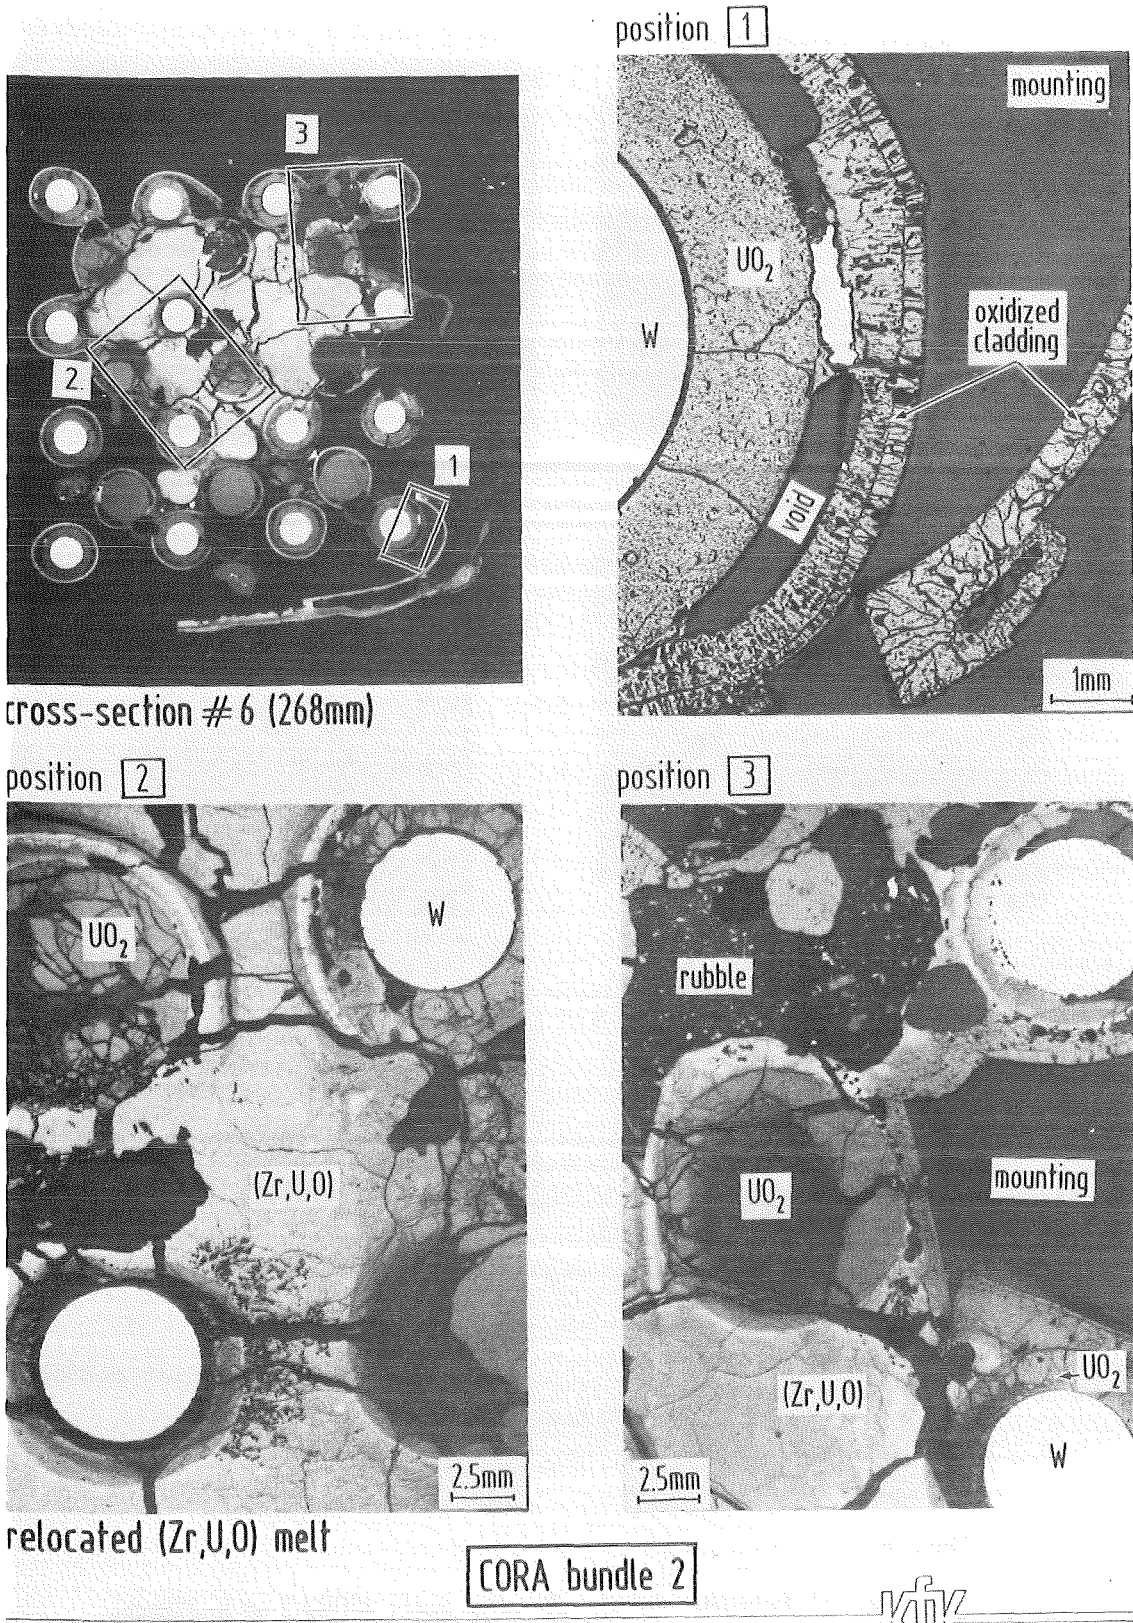 position 1
mounting
3
UO2
W
oxidized
cladding
2.
1
void
1mm
cross-section # 6 (268mm)
position 2
position 3
UO2
W
rubble
(Zr,U,O)
UO2
mounting
UO2
(Zr,U,O)
W
2.5mm
2.5mm
relocated (Zr,U,O) melt
CORA bundle 2
KfK